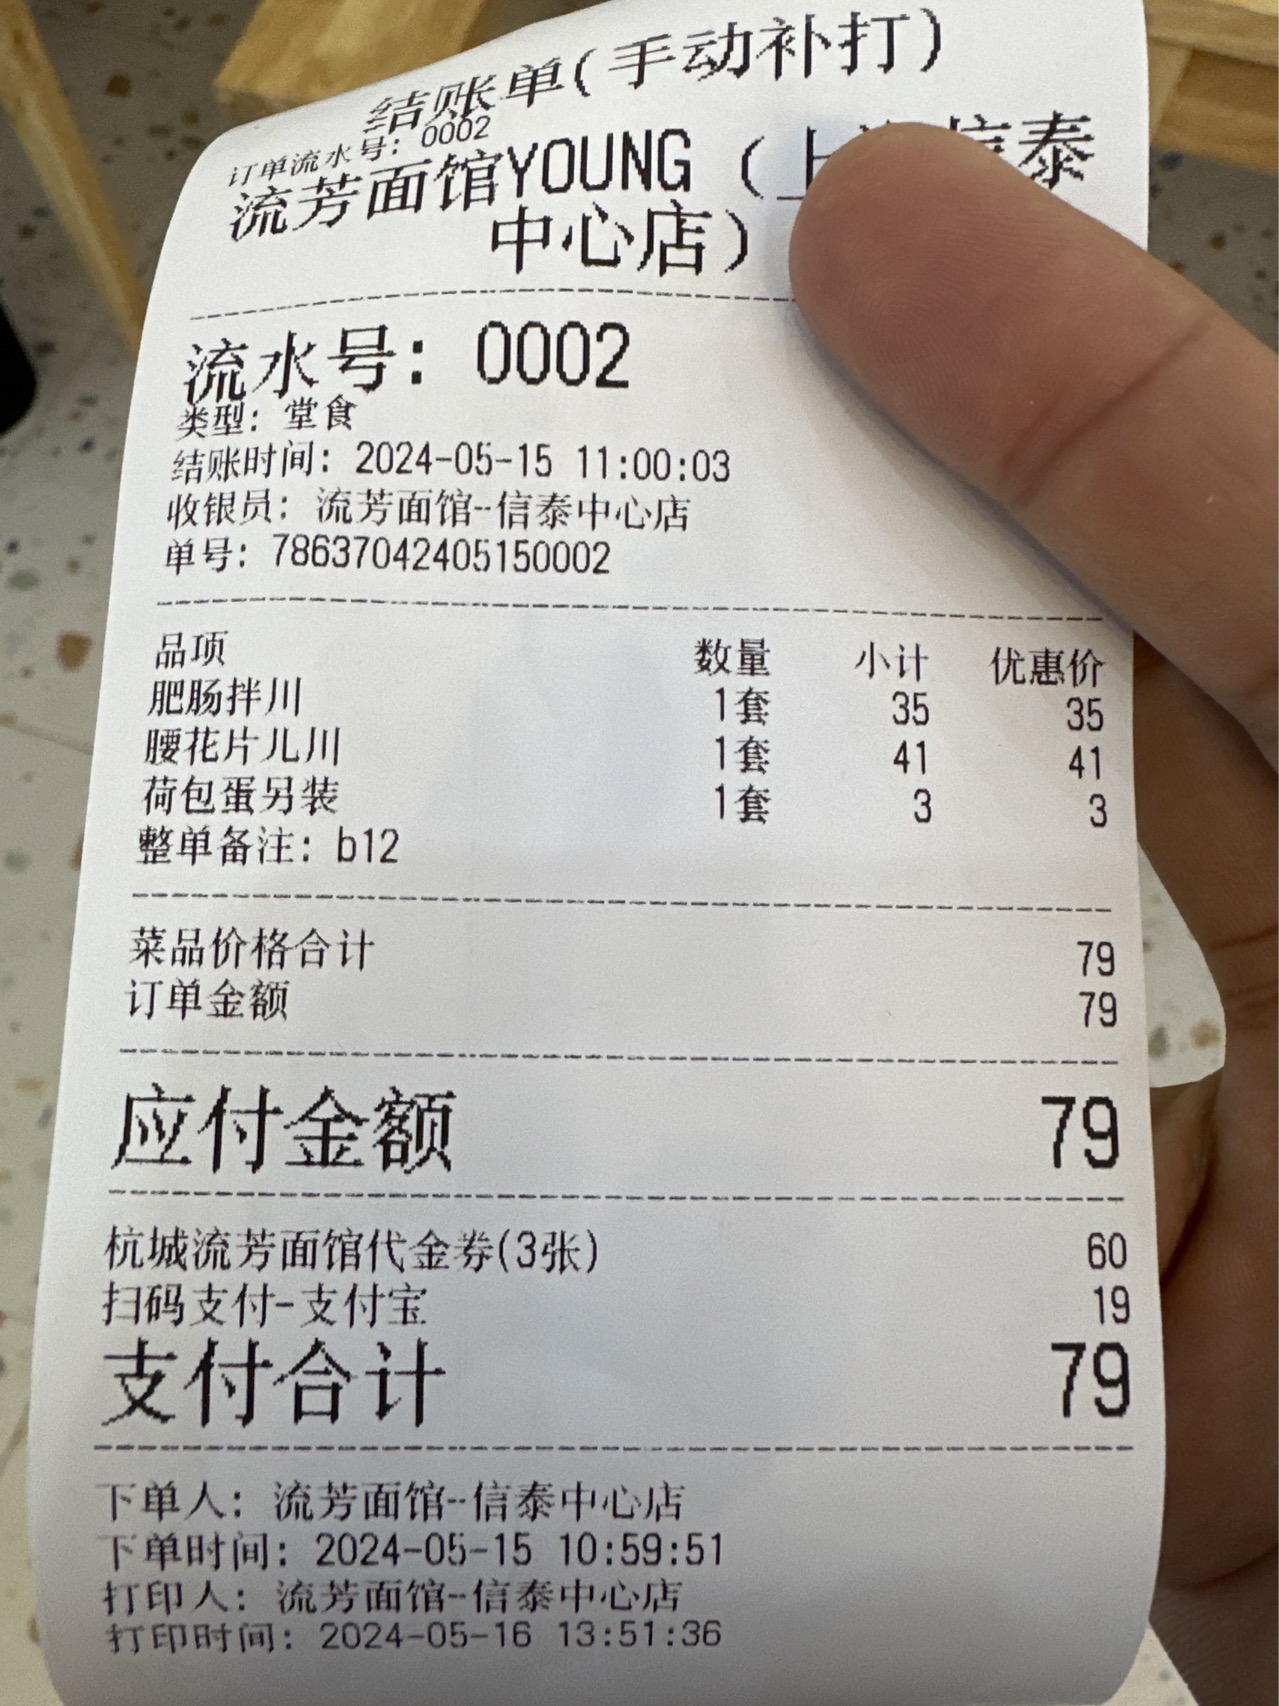 结账单(手动补打)
订单流水号: 0002
流芳面馆YOUNG (上 信泰
中心店)
流水号: 0002
类型: 堂食
结账时间: 2024-05-15 11:00:03
收银员: 流芳面馆--信泰中心店
单号: 78637042405150002
品项 数量 小计 优惠价
肥肠拌川 1套 35 35
腰花片儿川 1套 41 41
荷包蛋另装 1套 3 3
整单备注: b12
菜品价格合计 79
订单金额 79
应付金额 79
杭城流芳面馆代金券(3张) 60
扫码支付-支付宝 19
支付合计 79
下单人: 流芳面馆--信泰中心店
下单时间: 2024-05-15 10:59:51
打印人: 流芳面馆--信泰中心店
打印时间: 2024-05-16 13:51:36